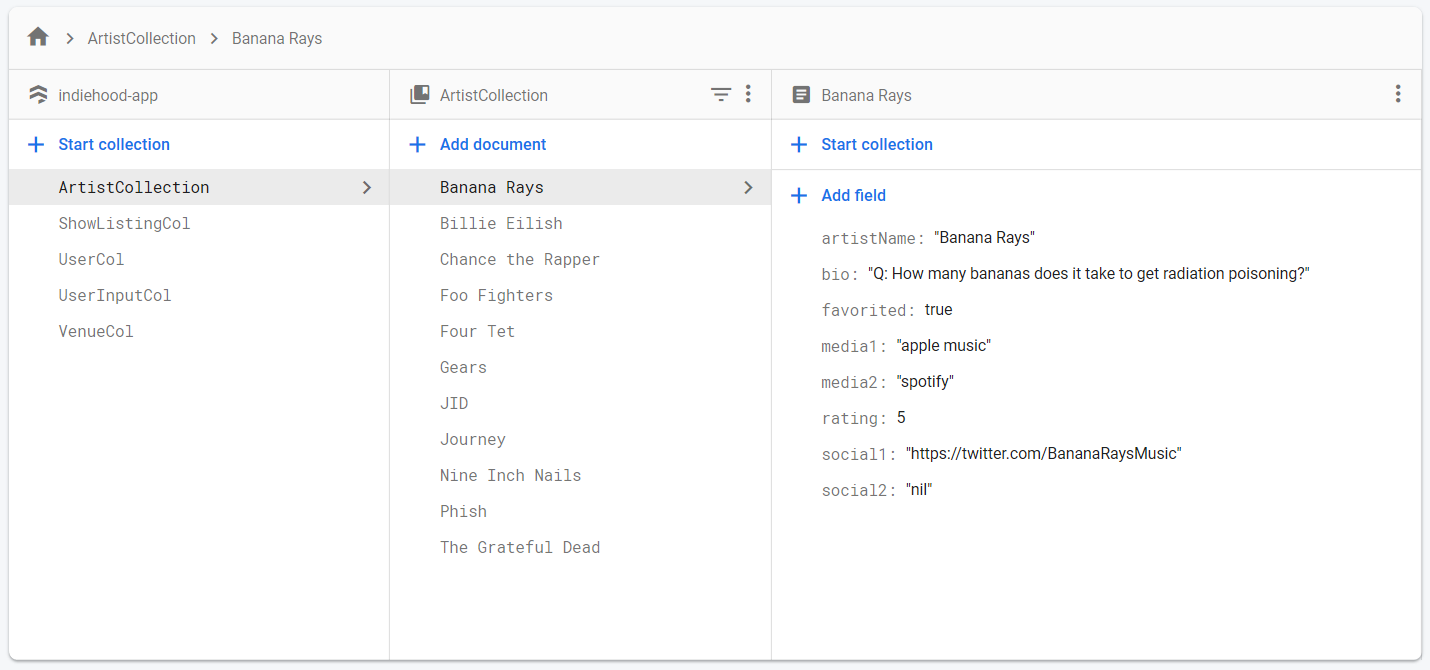 ArtistCollection Banana Rays
indiehood-app
Start collection
ArtistCollection
ShowListingCol
UserCol
UserInputCol
VenueCol
ArtistCollection
Add document
Banana Rays
Billie Eilish
Chance the Rapper
Foo Fighters
Four Tet
Gears
JID
Journey
Nine Inch Nails
Phish
The Grateful Dead
Banana Rays
Start collection
Add field
artistName: "Banana Rays"
bio: "Q: How many bananas does it take to get radiation poisoning?"
favorited: true
media1: "apple music"
media2: "spotify"
rating: 5
social1: "https://twitter.com/BananaRaysMusic"
social2: "nil"